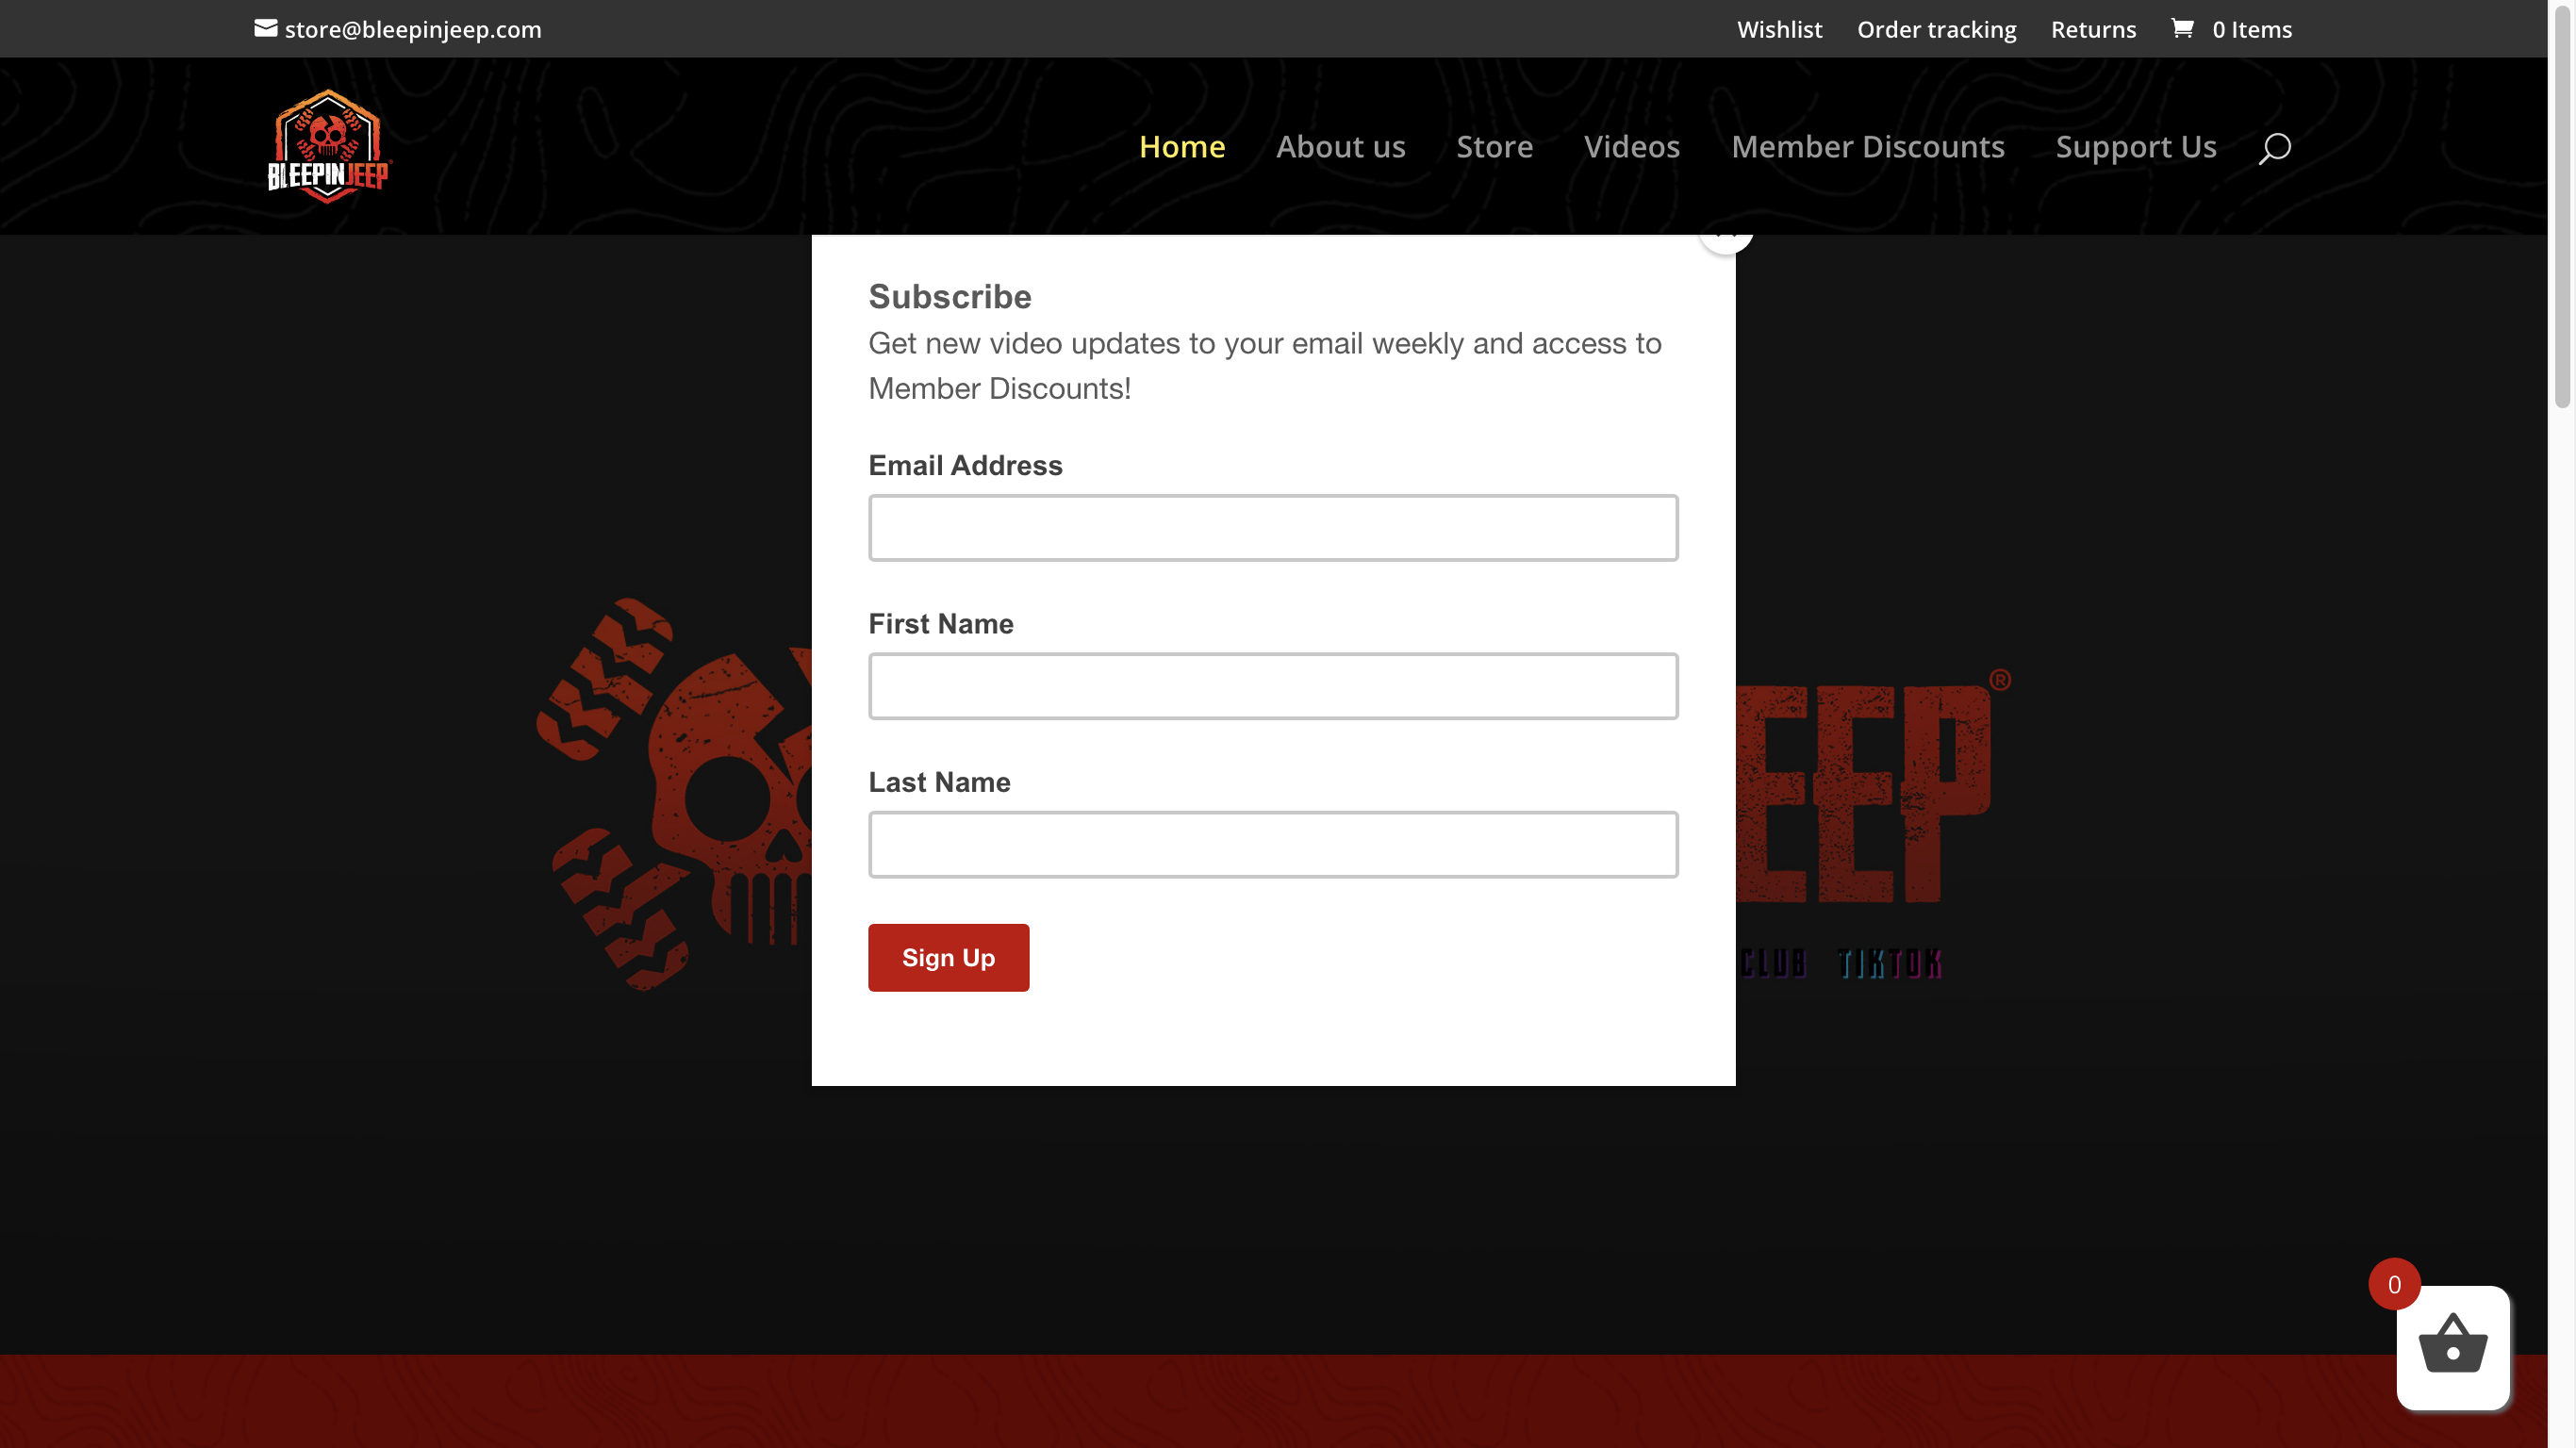 store@bleepinjeep.com
Wishlist Order tracking Returns 0 Items
BLEEPINJEEP
Home About us Store Videos Member Discounts Support Us
Subscribe
Get new video updates to your email weekly and access to
Member Discounts!
Email Address
First Name
Last Name
EEP®
CLUB TIKTOK
Sign Up
0